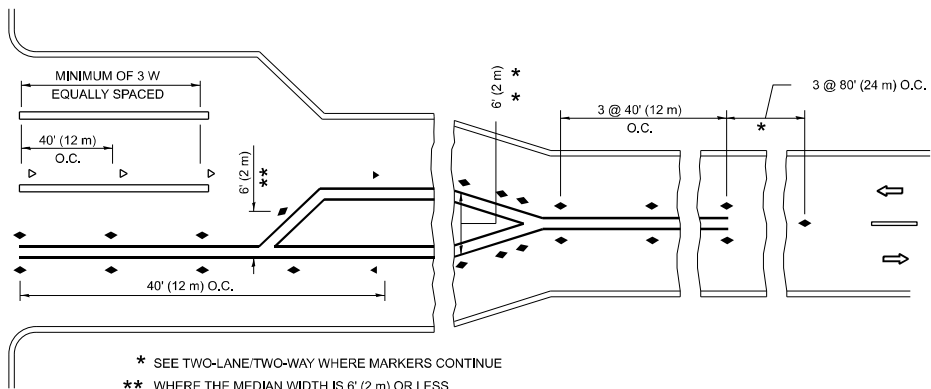 MINIMUM OF 3 W
EQUALLY SPACED
40' (12 m)
O.C.
6' (2 m)
**
6' (2 m)
* *
3 @ 40' (12 m)
O.C.
3 @ 80' (24 m) O.C.
*
40' (12 m) O.C.
* SEE TWO-LANE/TWO-WAY WHERE MARKERS CONTINUE
** WHERE THE MEDIAN WIDTH IS 6' (2 m) OR LESS